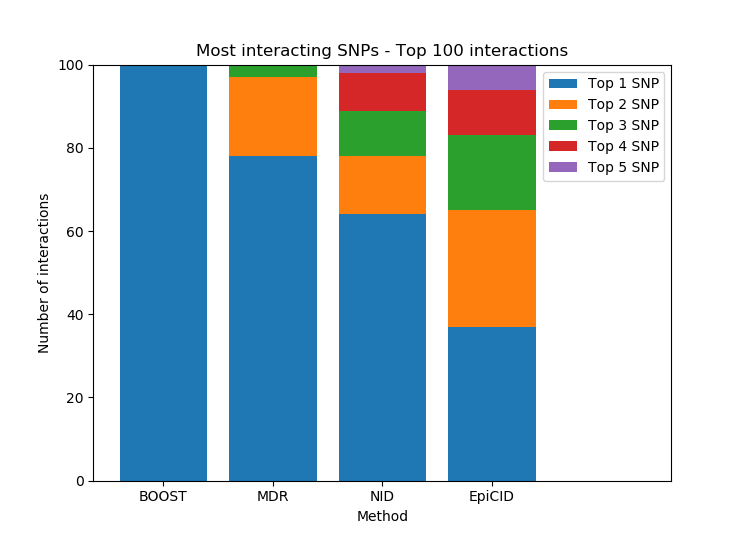 Most interacting SNPs - Top 100 interactions
100
80
60
40
20
0
Number of interactions
BOOST MDR NID EpiCID
Method
Top 1 SNP
Top 2 SNP
Top 3 SNP
Top 4 SNP
Top 5 SNP